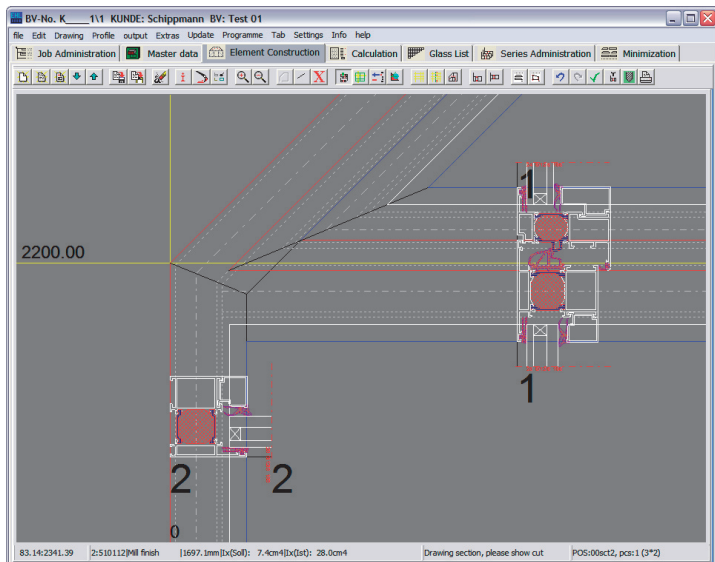 BV-No. K____1\1 KUNDE: Schippmann BV: Test 01
file Edit Drawing Profile output Extras Update Programme Tab Settings Info help
Job Administration Master data Element Construction Calculation Glass List Series Administration Minimization
1
2200.00
1
2 2
0
83.14:2341.39 2:510112|Mill finish |1697.1mm|Ix(Soll): 7.4cm4|Ix(Ist): 28.0cm4 Drawing section, please show cut POS:00sct2, pcs:1 (3*2)